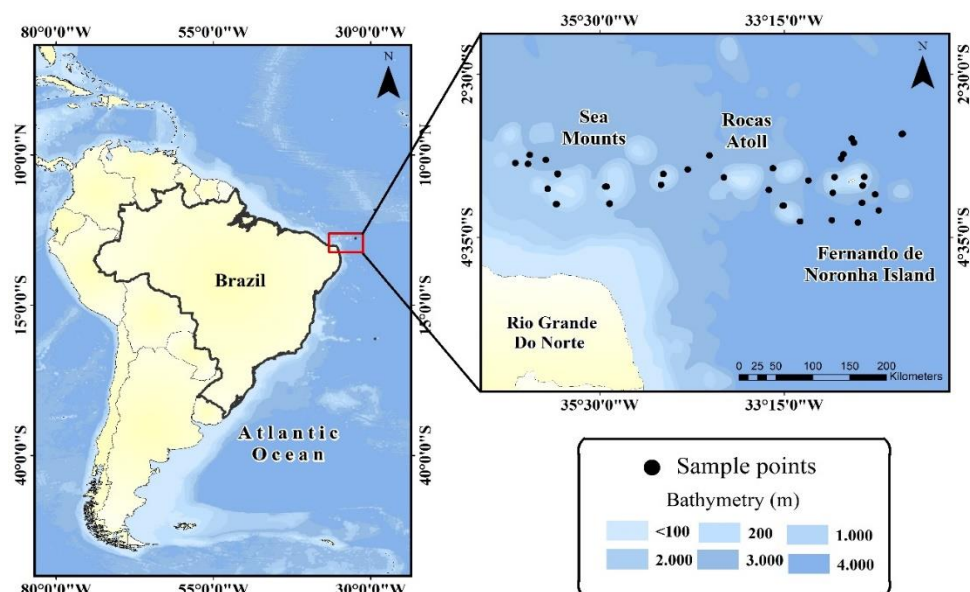 80°0'0"W 55°0'0"W 30°0'0"W
N
10°0'0"N
10°0'0"N
15°0'0"S
15°0'0"S
40°0'0"S
40°0'0"S
Brazil
Atlantic
Ocean
80°0'0"W 55°0'0"W 30°0'0"W
35°30'0"W 33°15'0"W
N
2°30'0"S
2°30'0"S
4°35'0"S
4°35'0"S
Sea
Mounts
Rocas
Atoll
Fernando de
Noronha Island
Rio Grande
Do Norte
0 25 50 100 150 200
Kilometers
35°30'0"W 33°15'0"W
Sample points
Bathymetry (m)
<100 200 1.000
2.000 3.000 4.000